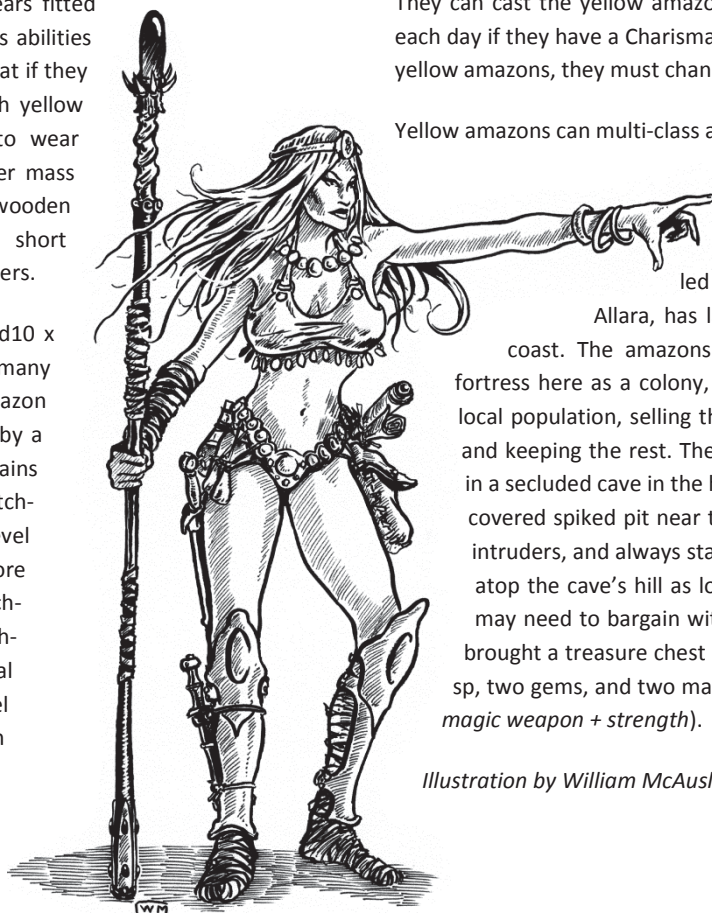 ears fitted
s abilities
at if they
h yellow
to wear
er mass
wooden
short
ers.
d10 x
many
azon
by a
ains
tch-
evel
ore
ch-
h-
al
el
n
They can cast the yellow amazo
each day if they have a Charisma
yellow amazons, they must chan
Yellow amazons can multi-class a
led
Allara, has l
coast. The amazons
fortress here as a colony,
local population, selling th
and keeping the rest. The
in a secluded cave in the h
covered spiked pit near t
intruders, and always sta
atop the cave's hill as lo
may need to bargain wit
brought a treasure chest
sp, two gems, and two ma
magic weapon + strength).
Illustration by William McAusl
WM